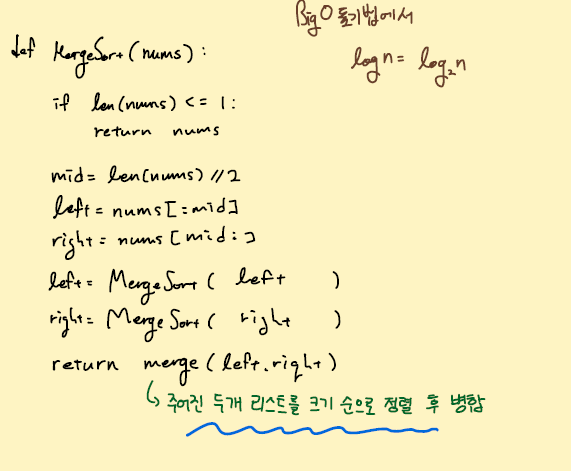 Big O 표기법에서
log n = log₂n
def MergeSort(nums):
if len(nums) <= 1:
return nums
mid = len(nums) // 2
left = nums[:mid]
right = nums[mid:]
left = MergeSort( left )
right = MergeSort( right )
return merge(left.right)
↳ 주어진 두개 리스트를 크기 순으로 정렬 후 병합